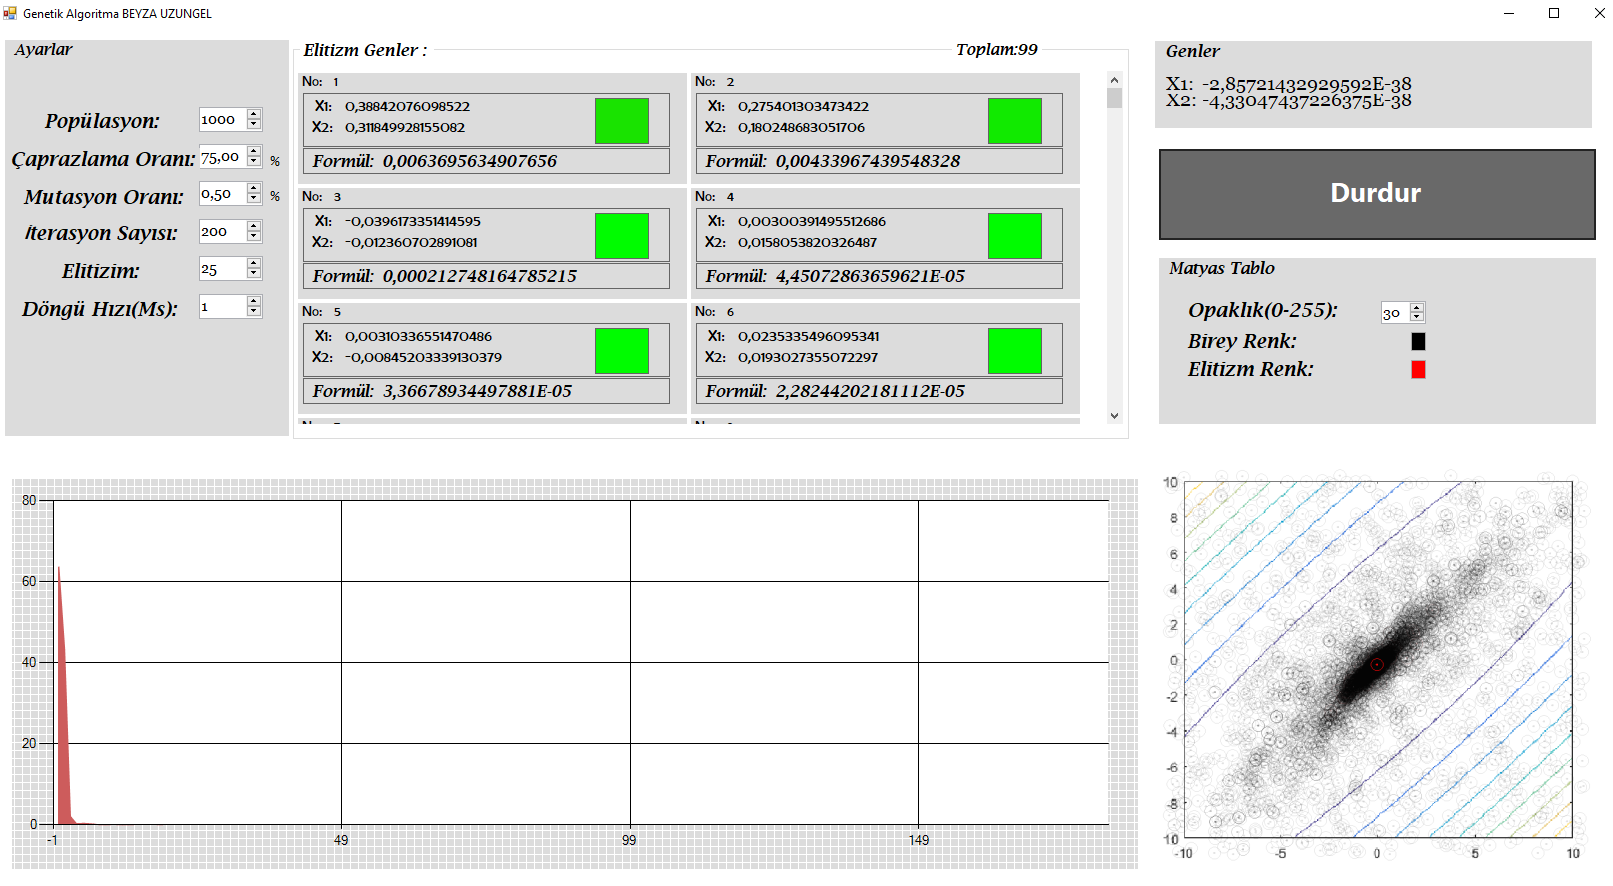 Genetik Algoritma BEYZA UZUNGEL
Ayarlar
Popülasyon: 1000
Çaprazlama Oranı: 75,00 %
Mutasyon Oranı: 0,50 %
İterasyon Sayısı: 200
Elitizim: 25
Döngü Hızı(Ms): 1
Elitizm Genler :
Toplam:99
No: 1
X1: 0,38842076098522
X2: 0,311849928155082
Formül: 0,0063695634907656
No: 2
X1: 0,275401303473422
X2: 0,180248683051706
Formül: 0,00433967439548328
No: 3
X1: -0,0396173351414595
X2: -0,012360702891081
Formül: 0,000212748164785215
No: 4
X1: 0,00300391495512686
X2: 0,0158053820326487
Formül: 4,45072863659621E-05
No: 5
X1: 0,00310336551470486
X2: -0,00845203339130379
Formül: 3,36678934497881E-05
No: 6
X1: 0,0235335496095341
X2: 0,0193027355072297
Formül: 2,28244202181112E-05
Genler
X1: -2,85721432929592E-38
X2: -4,33047437226375E-38
Durdur
Matyas Tablo
Opaklık(0-255): 30
Birey Renk:
Elitizm Renk:
80
60
40
20
0
-1 49 99 149
10
8
6
4
2
0
-2
-4
-6
-8
10
-10 -5 0 5 10